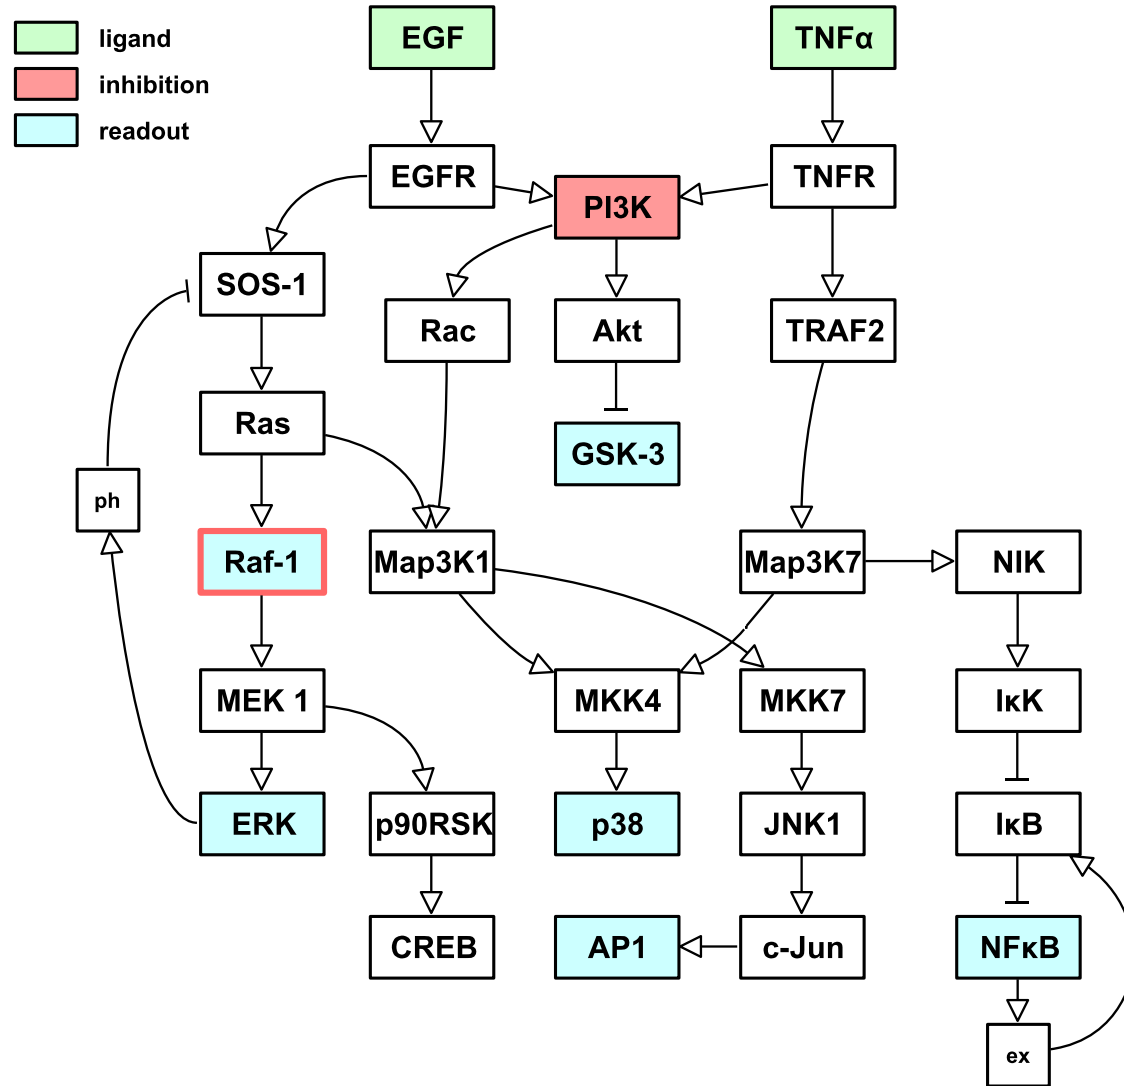 ligand
inhibition
readout
EGF
TNFα
EGFR
PI3K
TNFR
SOS-1
Rac
Akt
TRAF2
Ras
GSK-3
ph
Raf-1
Map3K1
Map3K7
NIK
MEK 1
MKK4
MKK7
IκK
ERK
p90RSK
p38
JNK1
IκB
CREB
AP1
c-Jun
NFκB
ex